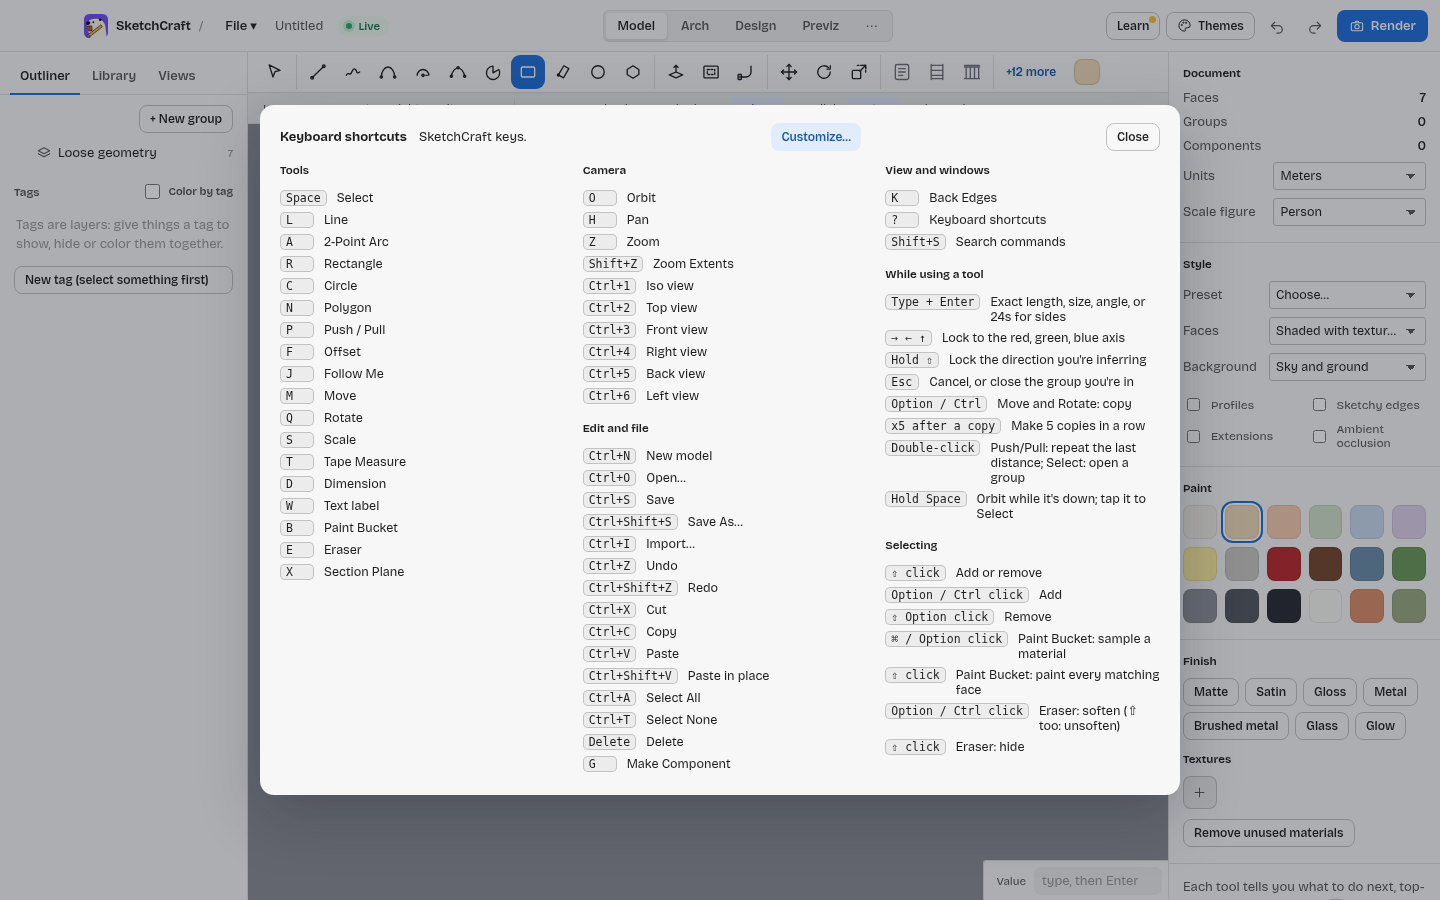 SketchCraft / File ▾ Untitled Live
Model Arch Design Previz ···
Learn Themes Render
Outliner Library Views
+12 more
+ New group
Loose geometry 7
Tags Color by tag
Tags are layers: give things a tag to
show, hide or color them together.
New tag (select something first)
Keyboard shortcuts SketchCraft keys. Customize... Close
Tools
Space Select
L Line
A 2-Point Arc
R Rectangle
C Circle
N Polygon
P Push / Pull
F Offset
J Follow Me
M Move
Q Rotate
S Scale
T Tape Measure
D Dimension
W Text label
B Paint Bucket
E Eraser
X Section Plane
Camera
O Orbit
H Pan
Z Zoom
Shift+Z Zoom Extents
Ctrl+1 Iso view
Ctrl+2 Top view
Ctrl+3 Front view
Ctrl+4 Right view
Ctrl+5 Back view
Ctrl+6 Left view
Edit and file
Ctrl+N New model
Ctrl+O Open...
Ctrl+S Save
Ctrl+Shift+S Save As...
Ctrl+I Import...
Ctrl+Z Undo
Ctrl+Shift+Z Redo
Ctrl+X Cut
Ctrl+C Copy
Ctrl+V Paste
Ctrl+Shift+V Paste in place
Ctrl+A Select All
Ctrl+T Select None
Delete Delete
G Make Component
View and windows
K Back Edges
? Keyboard shortcuts
Shift+S Search commands
While using a tool
Type + Enter Exact length, size, angle, or
24s for sides
→ ← ↑ Lock to the red, green, blue axis
Hold ⇧ Lock the direction you're inferring
Esc Cancel, or close the group you're in
Option / Ctrl Move and Rotate: copy
x5 after a copy Make 5 copies in a row
Double-click Push/Pull: repeat the last
distance; Select: open a
group
Hold Space Orbit while it's down; tap it to
Select
Selecting
⇧ click Add or remove
Option / Ctrl click Add
⇧ Option click Remove
⌘ / Option click Paint Bucket: sample a
material
⇧ click Paint Bucket: paint every matching
face
Option / Ctrl click Eraser: soften (⇧
too: unsoften)
⇧ click Eraser: hide
Document
Faces 7
Groups 0
Components 0
Units Meters
Scale figure Person
Style
Preset Choose...
Faces Shaded with textur...
Background Sky and ground
Profiles Sketchy edges
Extensions Ambient
occlusion
Paint
Finish
Matte Satin Gloss Metal
Brushed metal Glass Glow
Textures
+
Remove unused materials
Each tool tells you what to do next, top-
Value type, then Enter